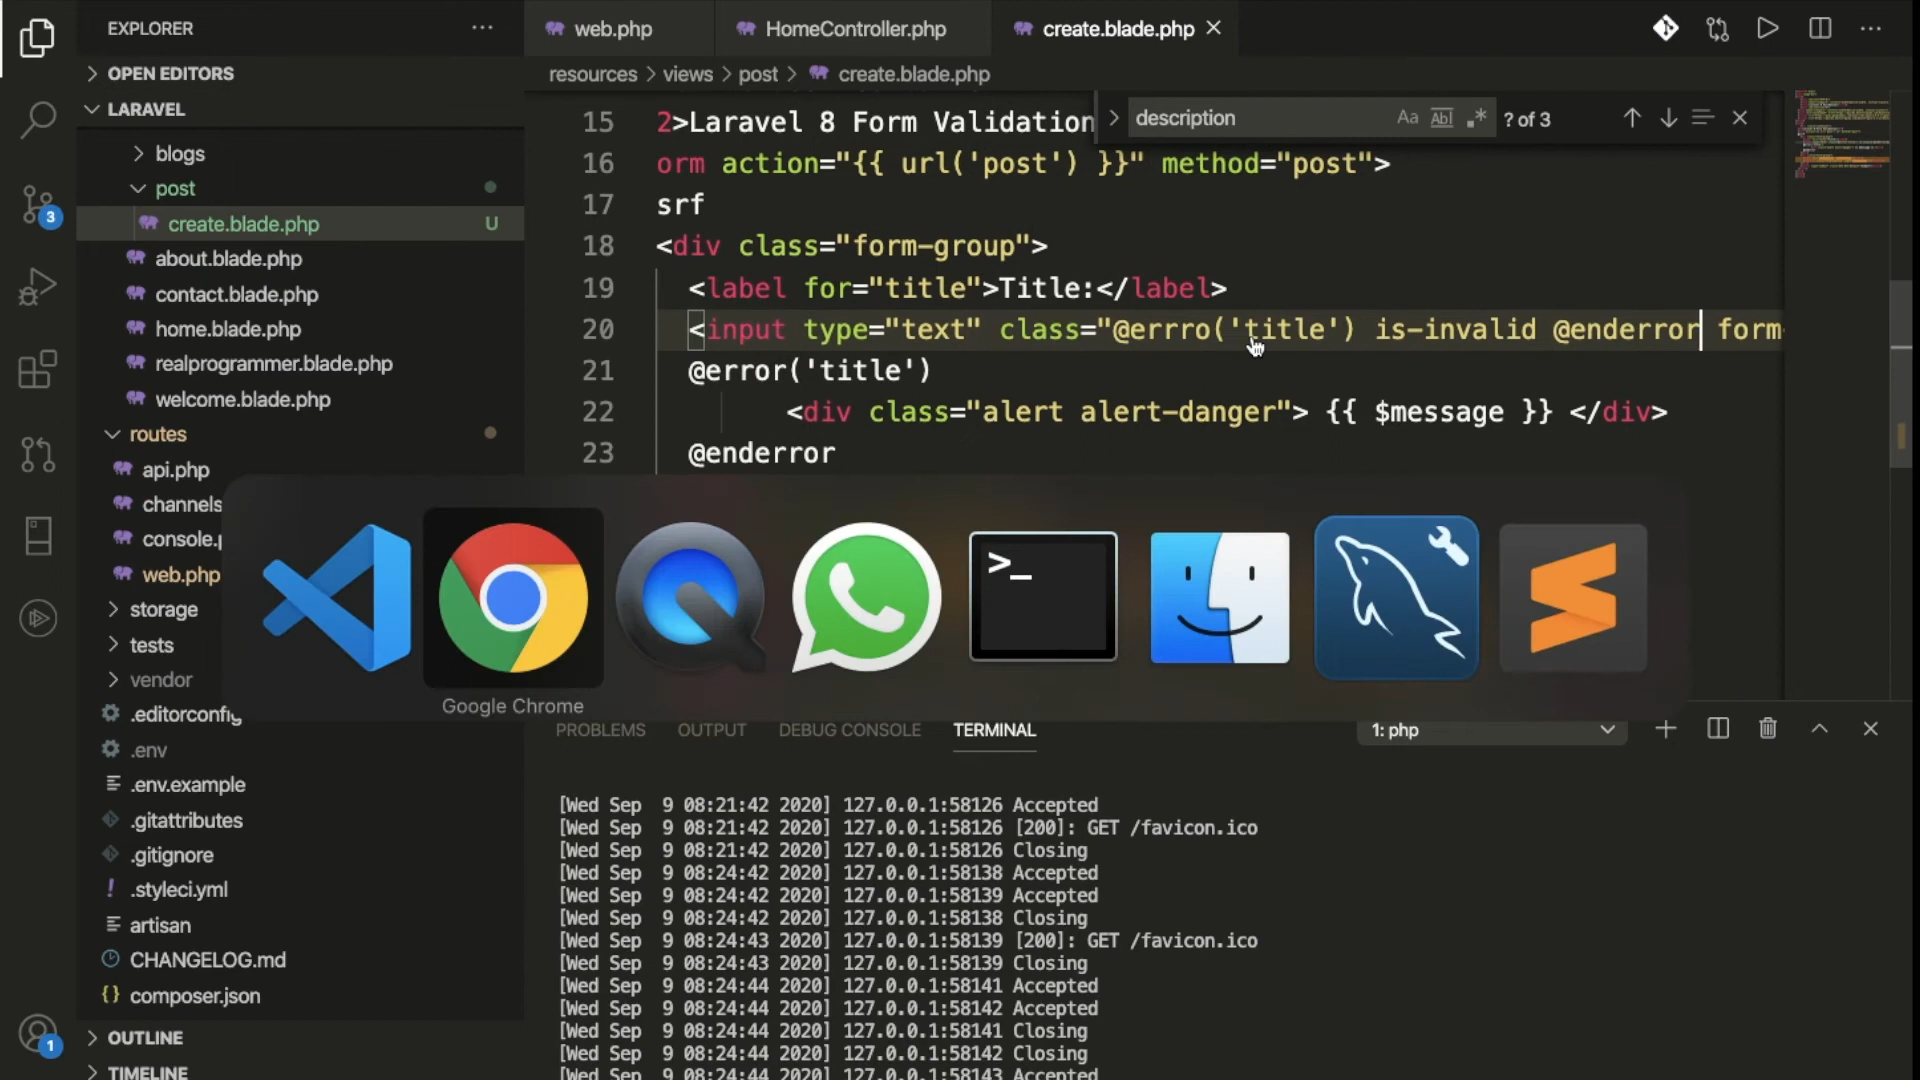 EXPLORER
OPEN EDITORS
LARAVEL
blogs
post
create.blade.php U
about.blade.php
contact.blade.php
home.blade.php
realprogrammer.blade.php
welcome.blade.php
routes
api.php
channels
console.p
web.php
storage
tests
vendor
.editorconfig
.env
.env.example
.gitattributes
.gitignore
.styleci.yml
artisan
CHANGELOG.md
composer.json
OUTLINE
TIMELINE
3
1
web.php
HomeController.php
create.blade.php
resources > views > post > create.blade.php
description
Aa Abl .*
? of 3
15 2>Laravel 8 Form Validation
16 orm action="{{ url('post') }}" method="post">
17 srf
18 <div class="form-group">
19 <label for="title">Title:</label>
20 <input type="text" class="@errro('title') is-invalid @enderror form-
21 @error('title')
22 <div class="alert alert-danger"> {{ $message }} </div>
23 @enderror
>_
Google Chrome
PROBLEMS OUTPUT DEBUG CONSOLE TERMINAL
1: php
[Wed Sep  9 08:21:42 2020] 127.0.0.1:58126 Accepted
[Wed Sep  9 08:21:42 2020] 127.0.0.1:58126 [200]: GET /favicon.ico
[Wed Sep  9 08:21:42 2020] 127.0.0.1:58126 Closing
[Wed Sep  9 08:24:42 2020] 127.0.0.1:58138 Accepted
[Wed Sep  9 08:24:42 2020] 127.0.0.1:58139 Accepted
[Wed Sep  9 08:24:42 2020] 127.0.0.1:58138 Closing
[Wed Sep  9 08:24:43 2020] 127.0.0.1:58139 [200]: GET /favicon.ico
[Wed Sep  9 08:24:43 2020] 127.0.0.1:58139 Closing
[Wed Sep  9 08:24:44 2020] 127.0.0.1:58141 Accepted
[Wed Sep  9 08:24:44 2020] 127.0.0.1:58142 Accepted
[Wed Sep  9 08:24:44 2020] 127.0.0.1:58141 Closing
[Wed Sep  9 08:24:44 2020] 127.0.0.1:58142 Closing
[Wed Sep  9 08:24:44 2020] 127.0.0.1:58143 Accepted